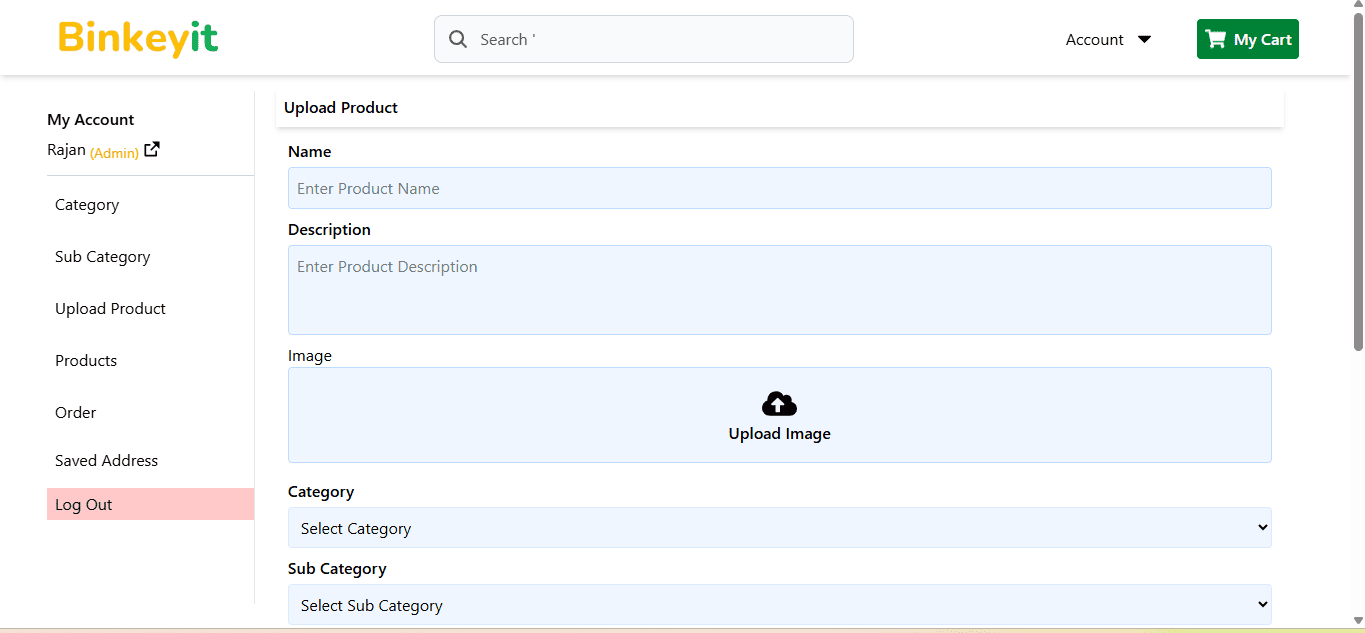 Binkeyit
Search '
Account
My Cart
My Account
Rajan (Admin)
Category
Sub Category
Upload Product
Products
Order
Saved Address
Log Out
Upload Product
Name
Enter Product Name
Description
Enter Product Description
Image
Upload Image
Category
Select Category
Sub Category
Select Sub Category